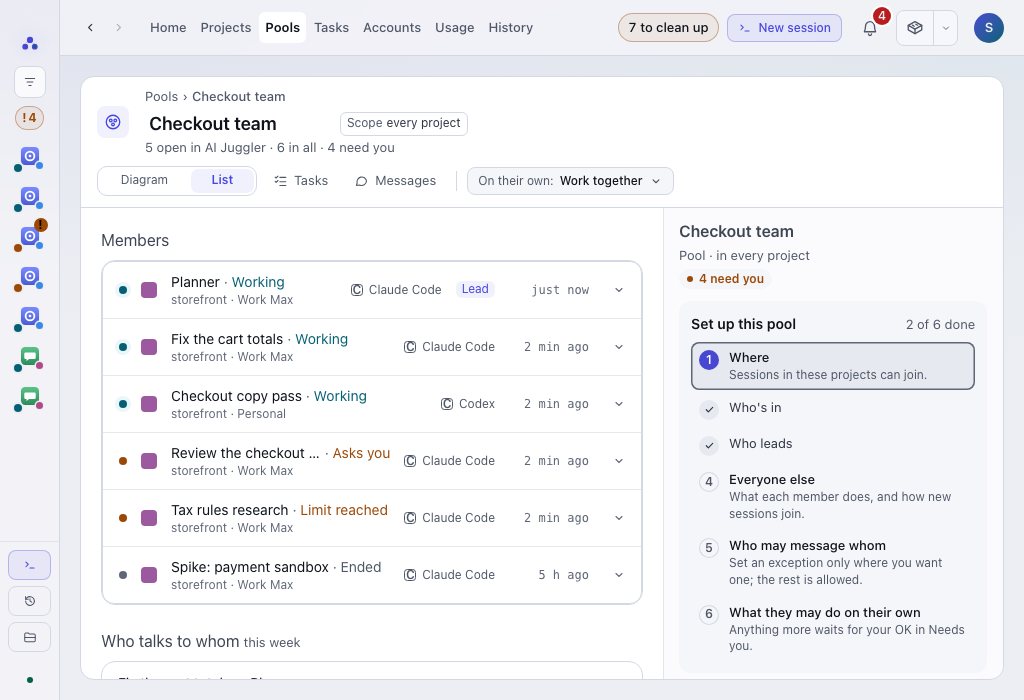 Home Projects Pools Tasks Accounts Usage History
7 to clean up
New session
4
S
! 4
!
Pools › Checkout team
Checkout team
Scope every project
5 open in AI Juggler · 6 in all · 4 need you
Diagram List Tasks Messages
On their own: Work together
Members
Planner · Working
storefront · Work Max
Claude Code Lead just now
Fix the cart totals · Working
storefront · Work Max
Claude Code 2 min ago
Checkout copy pass · Working
storefront · Personal
Codex 2 min ago
Review the checkout ... · Asks you
storefront · Work Max
Claude Code 2 min ago
Tax rules research · Limit reached
storefront · Work Max
Claude Code 2 min ago
Spike: payment sandbox · Ended
storefront · Work Max
Claude Code 5 h ago
Who talks to whom this week
Checkout team
Pool · in every project
4 need you
Set up this pool 2 of 6 done
1 Where
Sessions in these projects can join.
Who's in
Who leads
4 Everyone else
What each member does, and how new
sessions join.
5 Who may message whom
Set an exception only where you want
one; the rest is allowed.
6 What they may do on their own
Anything more waits for your OK in Needs
you.